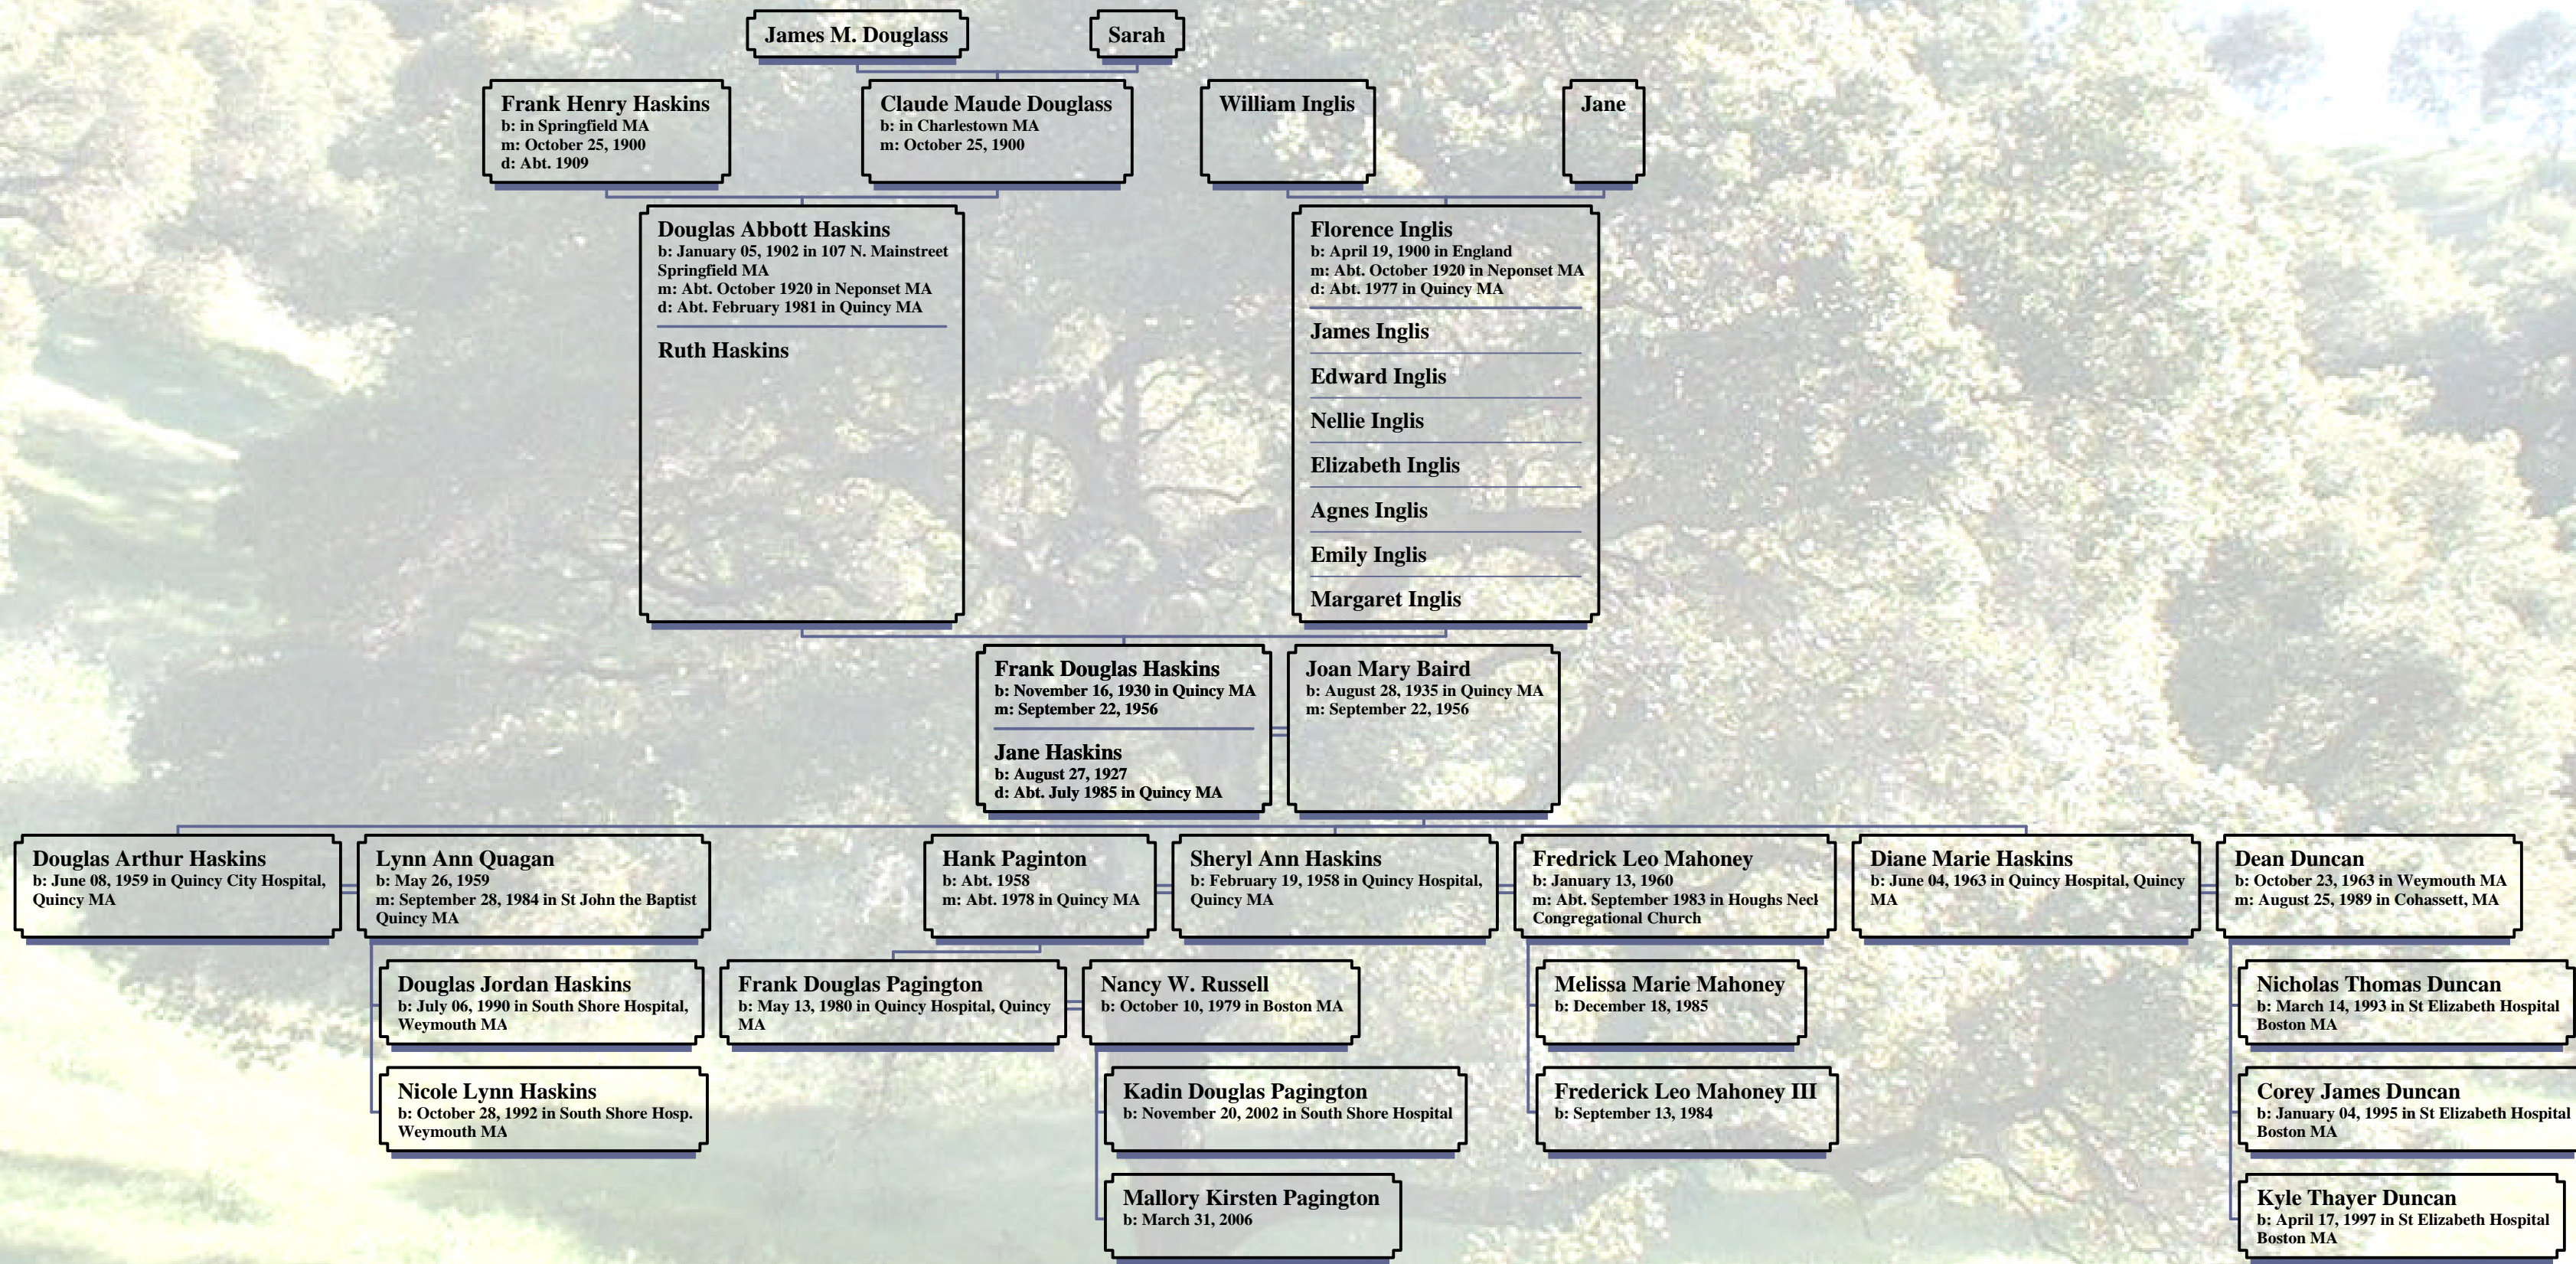 James M. Douglass
Sarah
Frank Henry Haskins
b: in Springfield MA
m: October 25, 1900
d: Abt. 1909
Claude Maude Douglass
b: in Charlestown MA
m: October 25, 1900
William Inglis
Jane
Douglas Abbott Haskins
b: January 05, 1902 in 107 N. Mainstreet
Springfield MA
m: Abt. October 1920 in Neponset MA
d: Abt. February 1981 in Quincy MA
Ruth Haskins
Florence Inglis
b: April 19, 1900 in England
m: Abt. October 1920 in Neponset MA
d: Abt. 1977 in Quincy MA
James Inglis
Edward Inglis
Nellie Inglis
Elizabeth Inglis
Agnes Inglis
Emily Inglis
Margaret Inglis
Frank Douglas Haskins
b: November 16, 1930 in Quincy MA
m: September 22, 1956
Jane Haskins
b: August 27, 1927
d: Abt. July 1985 in Quincy MA
Joan Mary Baird
b: August 28, 1935 in Quincy MA
m: September 22, 1956
Douglas Arthur Haskins
b: June 08, 1959 in Quincy City Hospital,
Quincy MA
Lynn Ann Quagan
b: May 26, 1959
m: September 28, 1984 in St John the Baptist
Quincy MA
Hank Paginton
b: Abt. 1958
m: Abt. 1978 in Quincy MA
Sheryl Ann Haskins
b: February 19, 1958 in Quincy Hospital,
Quincy MA
Fredrick Leo Mahoney
b: January 13, 1960
m: Abt. September 1983 in Houghs Neck
Congregational Church
Diane Marie Haskins
b: June 04, 1963 in Quincy Hospital, Quincy
MA
Dean Duncan
b: October 23, 1963 in Weymouth MA
m: August 25, 1989 in Cohassett, MA
Douglas Jordan Haskins
b: July 06, 1990 in South Shore Hospital,
Weymouth MA
Frank Douglas Pagington
b: May 13, 1980 in Quincy Hospital, Quincy
MA
Nancy W. Russell
b: October 10, 1979 in Boston MA
Melissa Marie Mahoney
b: December 18, 1985
Nicholas Thomas Duncan
b: March 14, 1993 in St Elizabeth Hospital
Boston MA
Nicole Lynn Haskins
b: October 28, 1992 in South Shore Hosp.
Weymouth MA
Kadin Douglas Pagington
b: November 20, 2002 in South Shore Hospital
Frederick Leo Mahoney III
b: September 13, 1984
Corey James Duncan
b: January 04, 1995 in St Elizabeth Hospital
Boston MA
Mallory Kirsten Pagington
b: March 31, 2006
Kyle Thayer Duncan
b: April 17, 1997 in St Elizabeth Hospital
Boston MA